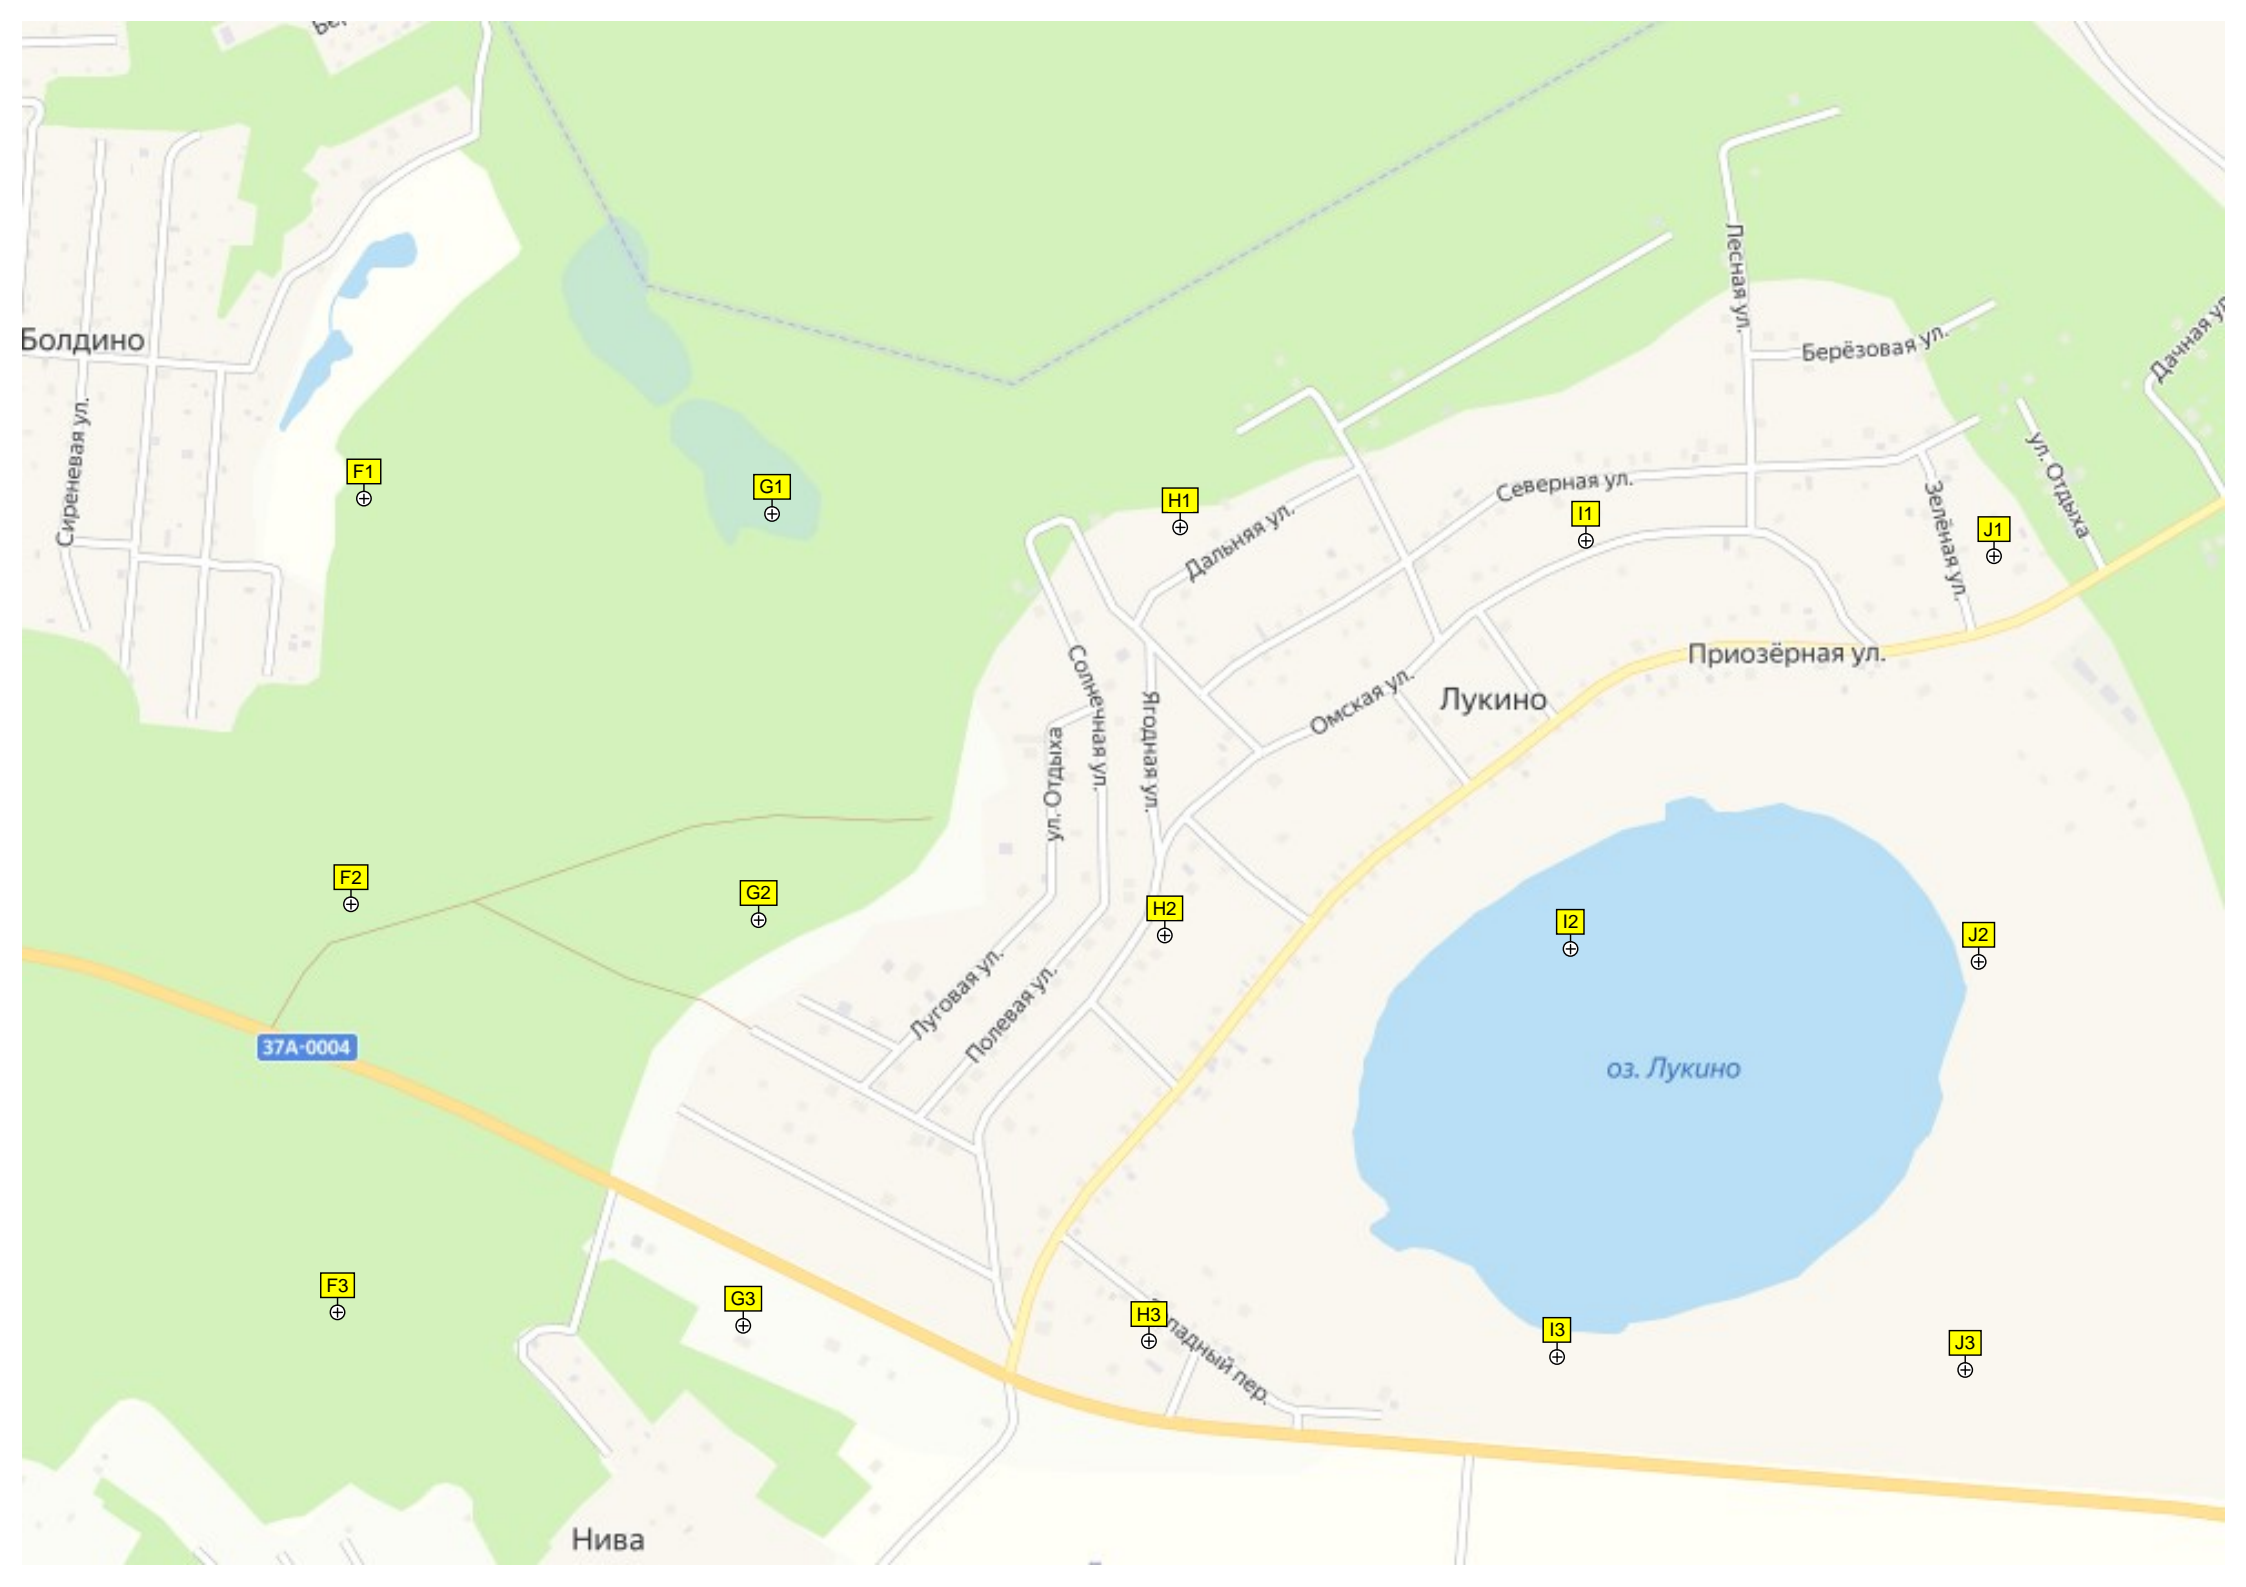 Лесная ул.
Берёзовая ул.
Дачная ул.
Болдино
Сиреневая ул.
F1
G1
H1
I1
J1
Северная ул.
ул. Отдыха
Зелёная ул.
Дальняя ул.
Приозёрная ул.
Солнечная ул.
Ягодная ул.
Омская ул.
Лукино
ул. Отдыха
F2
G2
H2
I2
J2
Луговая ул.
Полевая ул.
37А-0004
оз. Лукино
F3
G3
H3
I3
J3
пер.
Нива